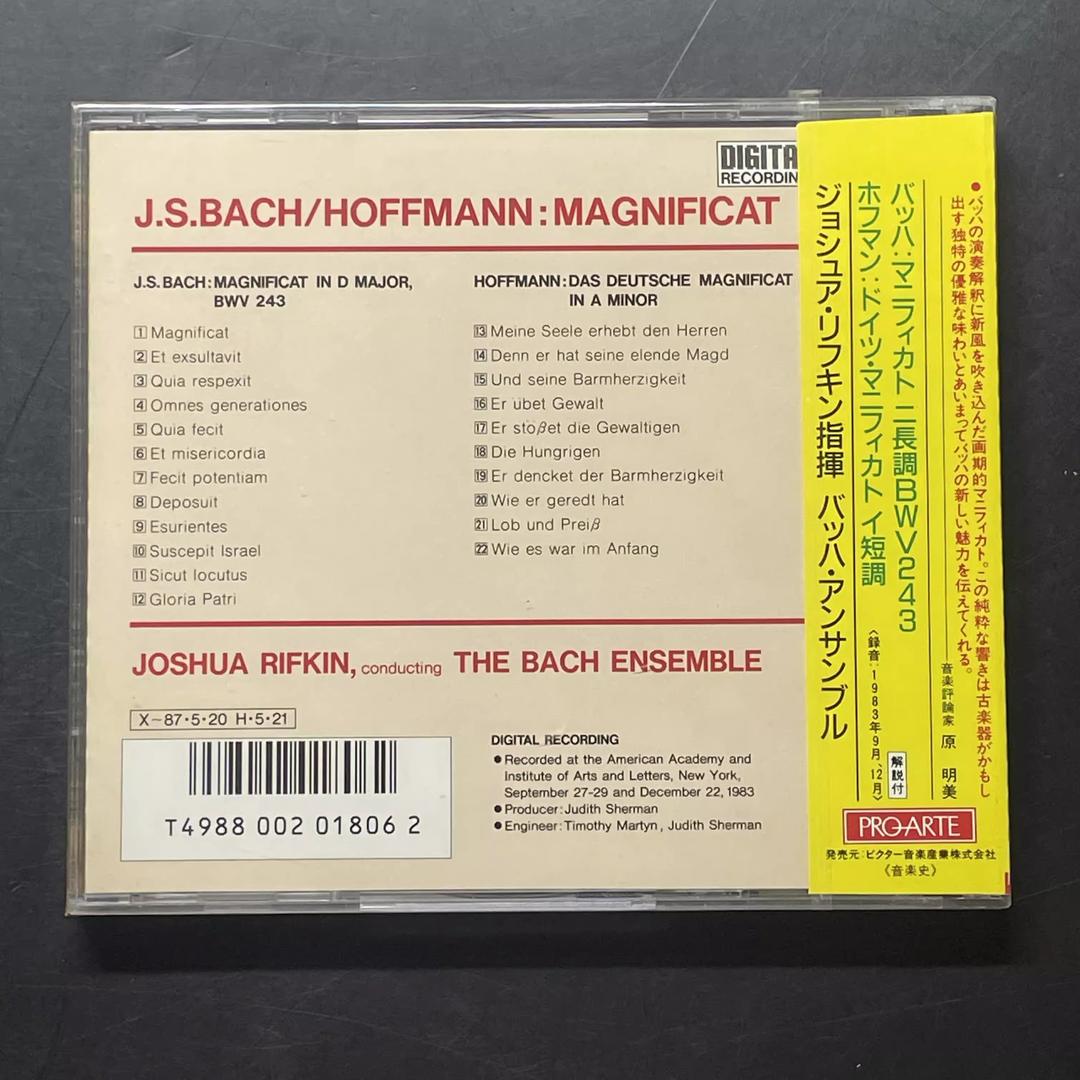 DIGITA
RECORDIN
J.S.BACH/HOFFMANN:MAGNIFICAT
J.S.BACH:MAGNIFICAT IN D MAJOR,
BWV 243
1 Magnificat
2 Et exsultavit
3 Quia respexit
4 Omnes generationes
5 Quia fecit
6 Et misericordia
7 Fecit potentiam
8 Deposuit
9 Esurientes
10 Suscepit Israel
11 Sicut locutus
12 Gloria Patri
HOFFMANN:DAS DEUTSCHE MAGNIFICAT
IN A MINOR
13 Meine Seele erhebt den Herren
14 Denn er hat seine elende Magd
15 Und seine Barmherzigkeit
16 Er übet Gewalt
17 Er stößet die Gewaltigen
18 Die Hungrigen
19 Er dencket der Barmherzigkeit
20 Wie er geredt hat
21 Lob und Preiß
22 Wie es war im Anfang
JOSHUA RIFKIN, conducting THE BACH ENSEMBLE
X-87・5・20 H・5・21
T4988 002 01806 2
DIGITAL RECORDING
●Recorded at the American Academy and
Institute of Arts and Letters, New York,
September 27-29 and December 22, 1983
●Producer:Judith Sherman
●Engineer:Timothy Martyn, Judith Sherman
●バッハの演奏解釈に新風を吹き込んだ画期的マニフィカト。この純粋な響きは古楽器がかもし
出す独特の優雅な味わいとあいまってバッハの新しい魅力を伝えてくれる。
音楽評論家 原 明美
バッハ:マニフィカト ニ長調BWV243
ホフマン:ドイツ・マニフィカト イ短調
〈録音:1983年9月、12月〉
解説付
ジョシュア・リフキン指揮 バッハ・アンサンブル
PRO-ARTE
発売元:ビクター音楽産業株式会社
《音楽史》